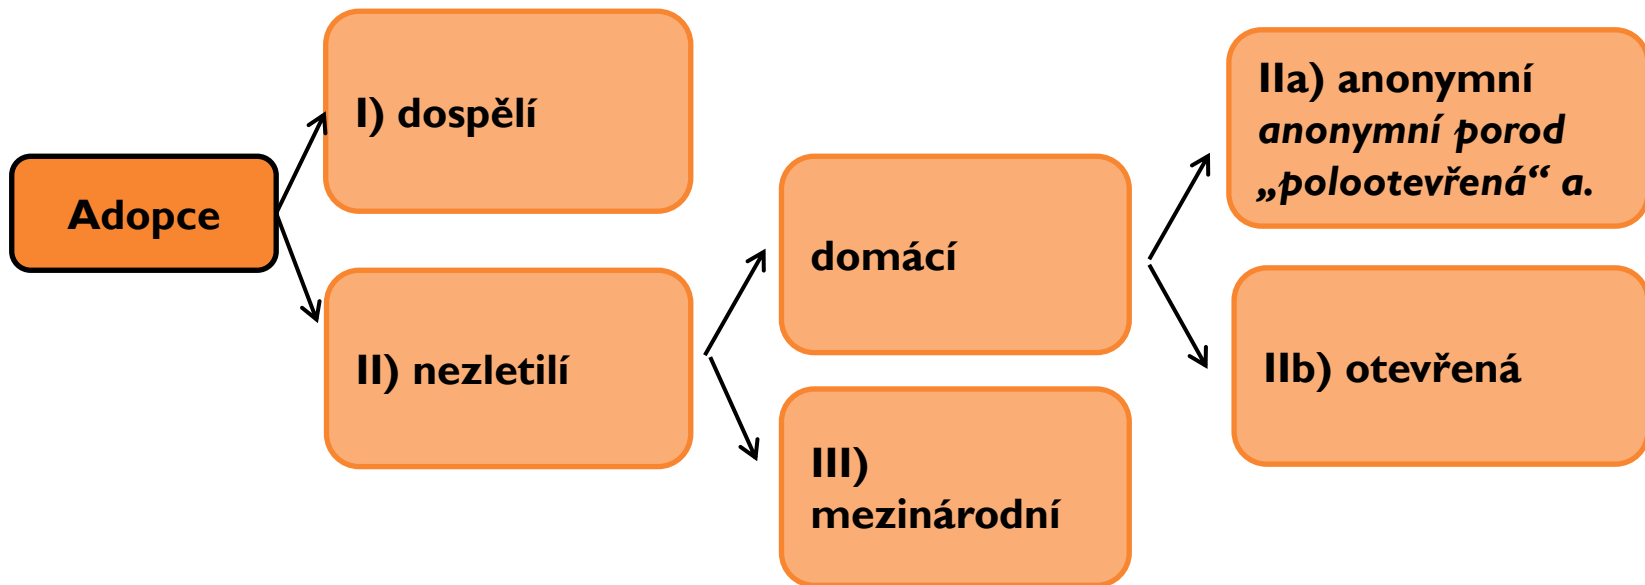 Adopce
I) dospělí
II) nezletilí
domácí
III)
mezinárodní
IIa) anonymní
anonymní porod
„polootevřená“ a.
IIb) otevřená